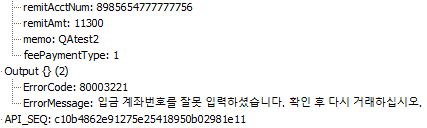 remitAcctNum: 8985654777777756
remitAmt: 11300
memo: QAtest2
feePaymentType: 1
Output {} (2)
ErrorCode: 80003221
ErrorMessage: 입금 계좌번호를 잘못 입력하셨습니다. 확인 후 다시 거래하십시오.
API_SEQ: c10b4862e91275e25418950b02981e11